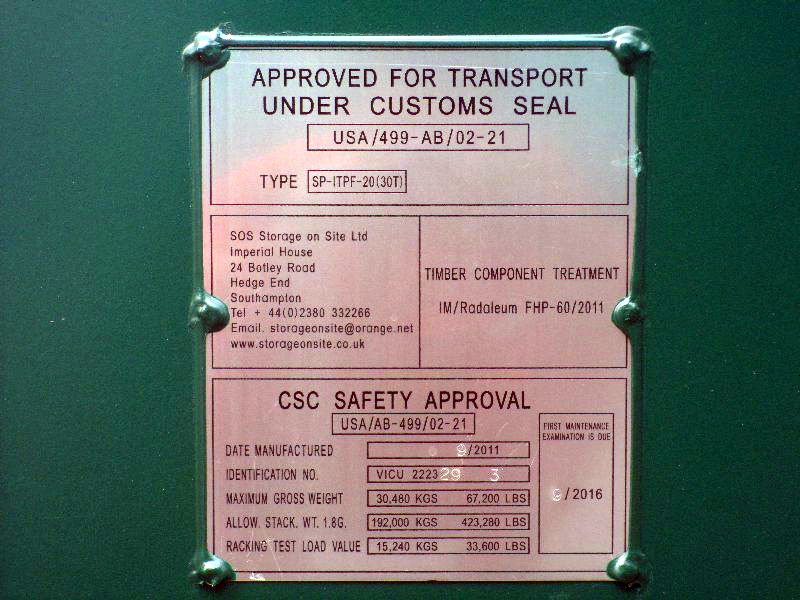 APPROVED FOR TRANSPORT
UNDER CUSTOMS SEAL
USA/499-AB/02-21
TYPE SP-ITPF-20(30T)
SOS Storage on Site Ltd
Imperial House
24 Botley Road
Hedge End
Southampton
Tel + 44(0)2380 332266
Email. storageonsite@orange.net
www.storageonsite.co.uk
TIMBER COMPONENT TREATMENT
IM/Radaleum FHP-60/2011
CSC SAFETY APPROVAL
USA/AB-499/02-21
DATE MANUFACTURED 9/2011
IDENTIFICATION NO. VICU 222329 3
MAXIMUM GROSS WEIGHT 30,480 KGS 67,200 LBS
ALLOW. STACK. WT. 1.8G. 192,000 KGS 423,280 LBS
RACKING TEST LOAD VALUE 15,240 KGS 33,600 LBS
FIRST MAINTENANCE
EXAMINATION IS DUE
9/2016